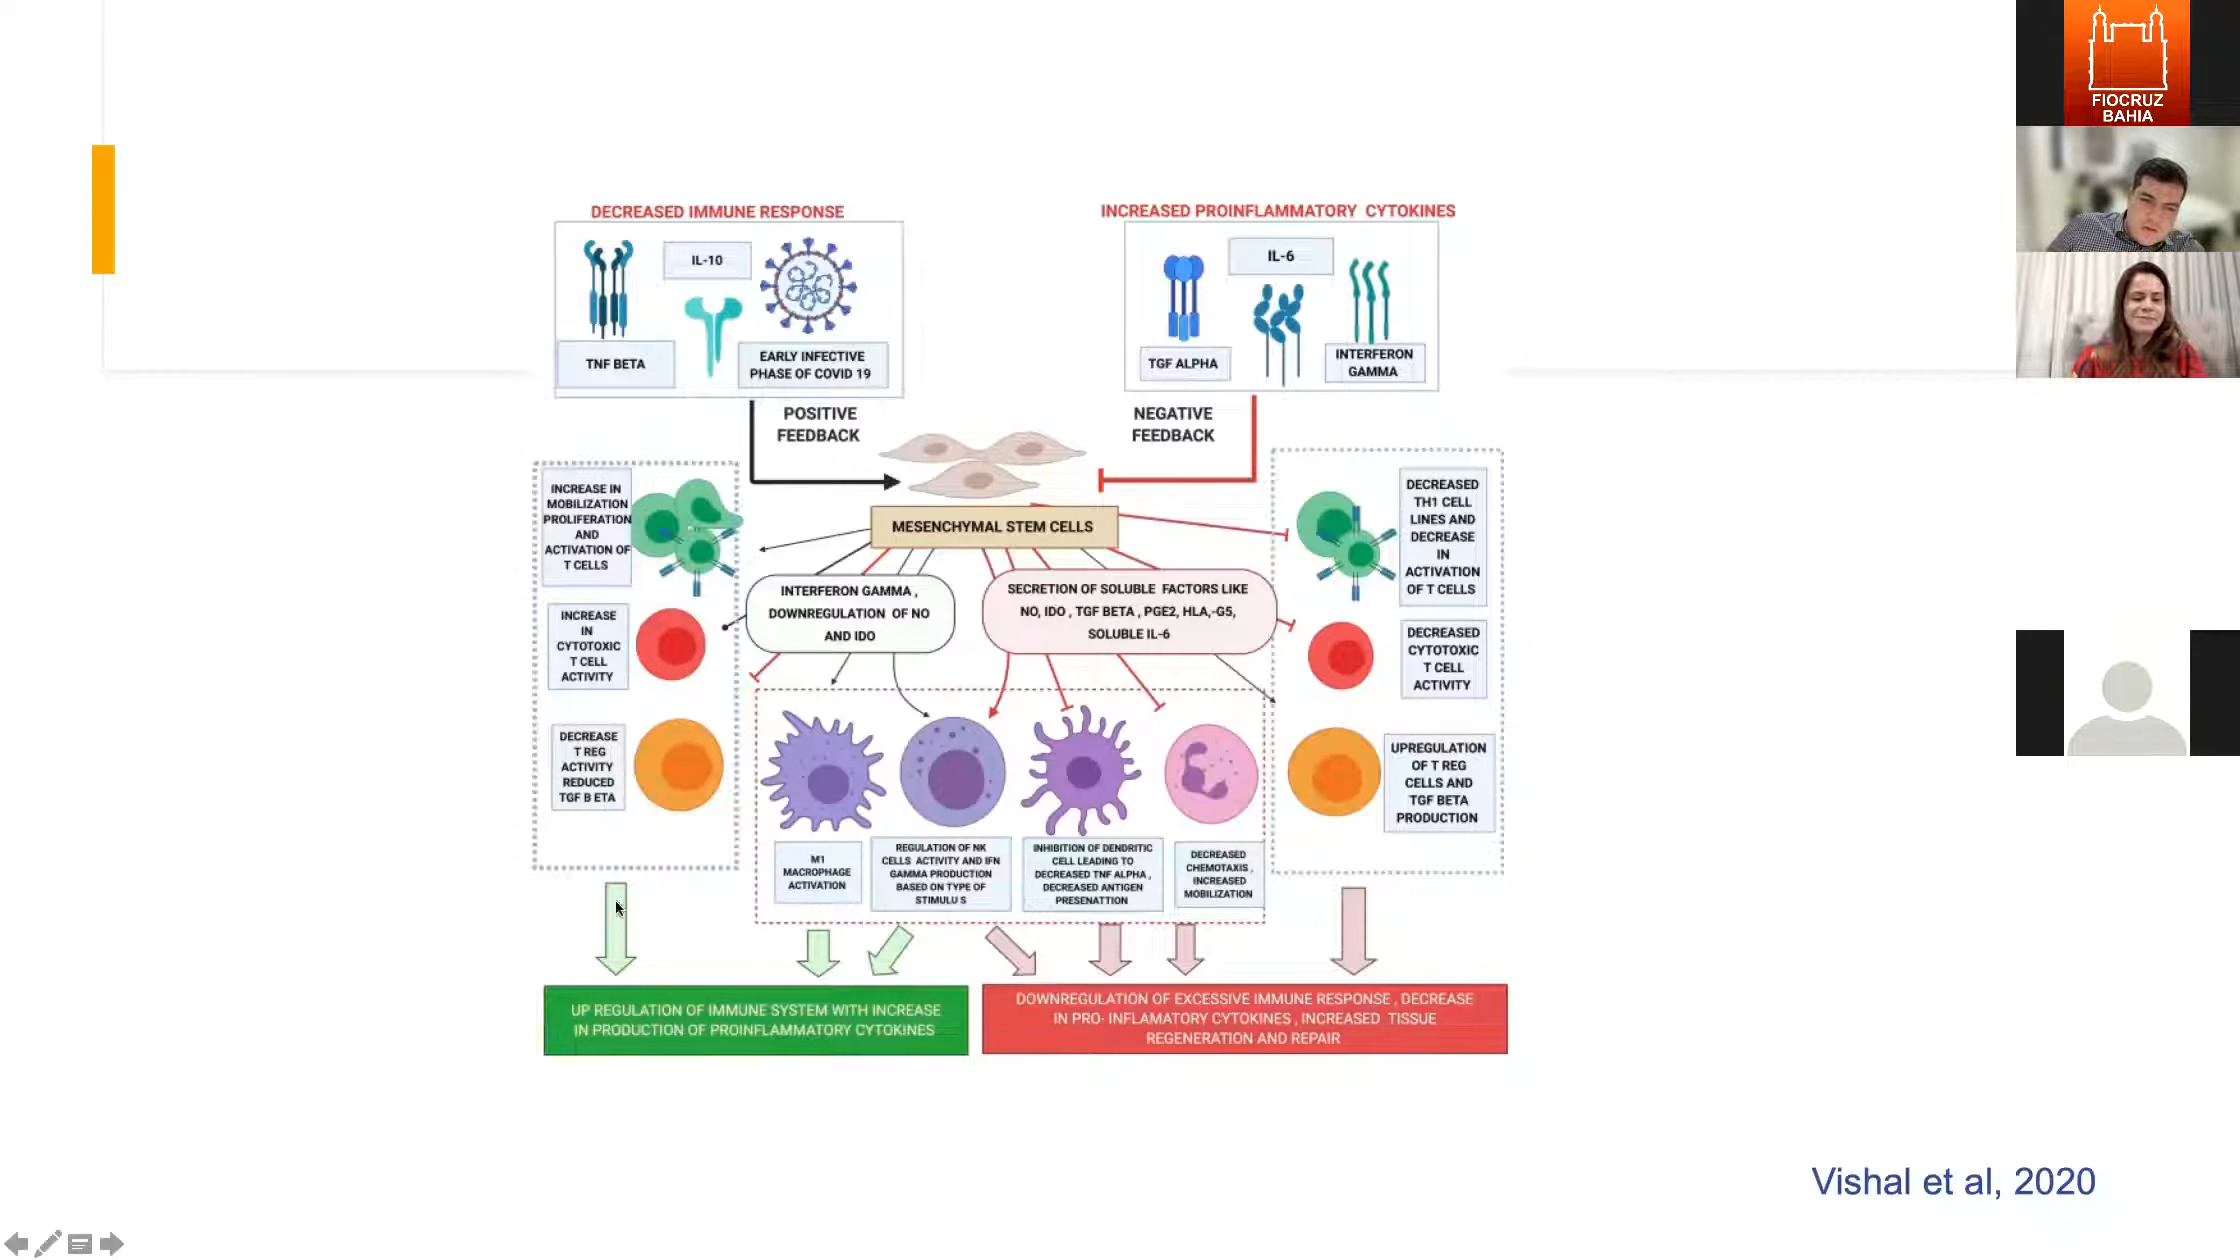 FIOCRUZ
BAHIA
DECREASED IMMUNE RESPONSE
IL-10
TNF BETA
EARLY INFECTIVE
PHASE OF COVID 19
INCREASED PROINFLAMMATORY CYTOKINES
IL-6
TGF ALPHA
INTERFERON
GAMMA
POSITIVE
FEEDBACK
NEGATIVE
FEEDBACK
MESENCHYMAL STEM CELLS
INCREASE IN
MOBILIZATION
PROLIFERATION
AND
ACTIVATION OF
T CELLS
INCREASE
IN
CYTOTOXIC
T CELL
ACTIVITY
DECREASE
T REG
ACTIVITY
REDUCED
TGF B ETA
INTERFERON GAMMA ,
DOWNREGULATION OF NO
AND IDO
SECRETION OF SOLUBLE FACTORS LIKE
NO, IDO , TGF BETA , PGE2, HLA,-G5,
SOLUBLE IL-6
DECREASED
TH1 CELL
LINES AND
DECREASE
IN
ACTIVATION
OF T CELLS
DECREASED
CYTOTOXIC
T CELL
ACTIVITY
UPREGULATION
OF T REG
CELLS AND
TGF BETA
PRODUCTION
M1
MACROPHAGE
ACTIVATION
REGULATION OF NK
CELLS ACTIVITY AND IFN
GAMMA PRODUCTION
BASED ON TYPE OF
STIMULU S
INHIBITION OF DENDRITIC
CELL LEADING TO
DECREASED TNF ALPHA ,
DECREASED ANTIGEN
PRESENATTION
DECREASED
CHEMOTAXIS ,
INCREASED
MOBILIZATION
UP REGULATION OF IMMUNE SYSTEM WITH INCREASE
IN PRODUCTION OF PROINFLAMMATORY CYTOKINES
DOWNREGULATION OF EXCESSIVE IMMUNE RESPONSE , DECREASE
IN PRO- INFLAMATORY CYTOKINES , INCREASED TISSUE
REGENERATION AND REPAIR
Vishal et al, 2020